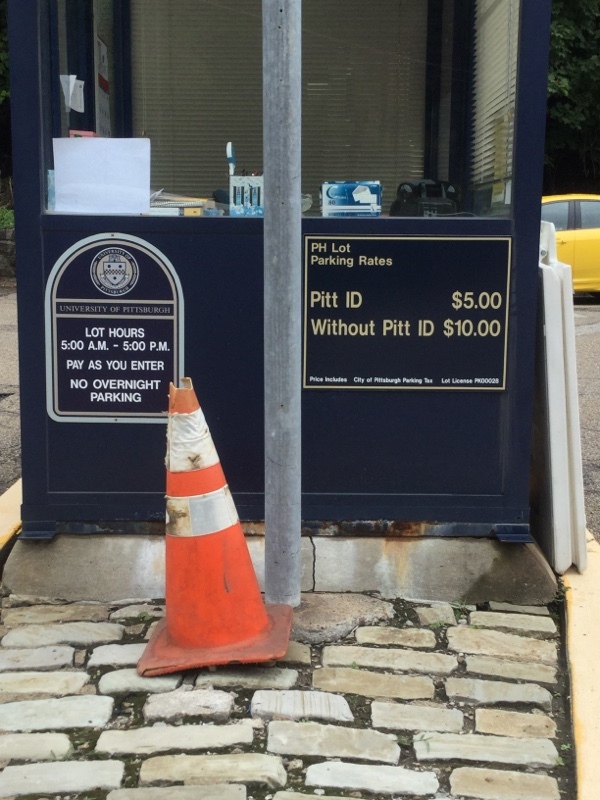 UNIVERSITY OF PITTSBURGH
LOT HOURS
5:00 A.M. - 5:00 P.M.
PAY AS YOU ENTER
NO OVERNIGHT
PARKING
PH Lot
Parking Rates
Pitt ID $5.00
Without Pitt ID $10.00
Price Includes City of Pittsburgh Parking Tax Lot License PK00028